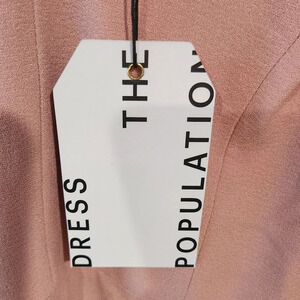 DRESS
THE
POPULATION